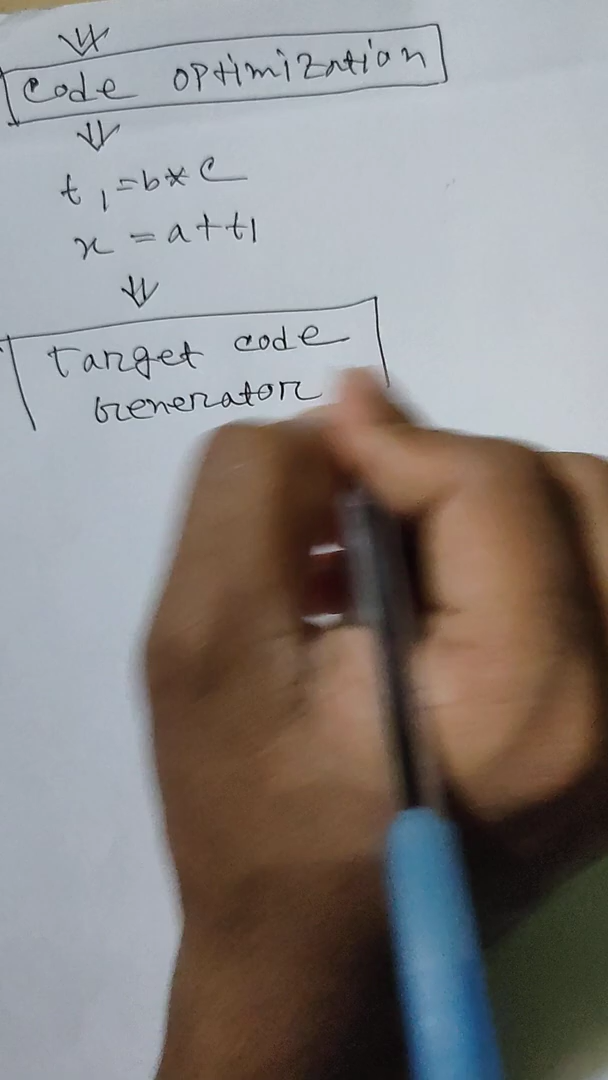 Code optimization
t1=b*c
x = a+t1
Target code
Generator